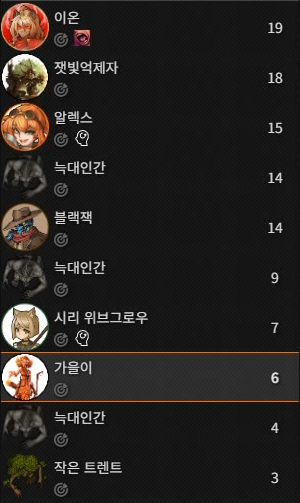 이온
19
잿빛억제자
18
알렉스
15
늑대인간
14
블랙잭
14
늑대인간
9
시리 위브그로우
7
가을이
6
늑대인간
4
작은 트렌트
3